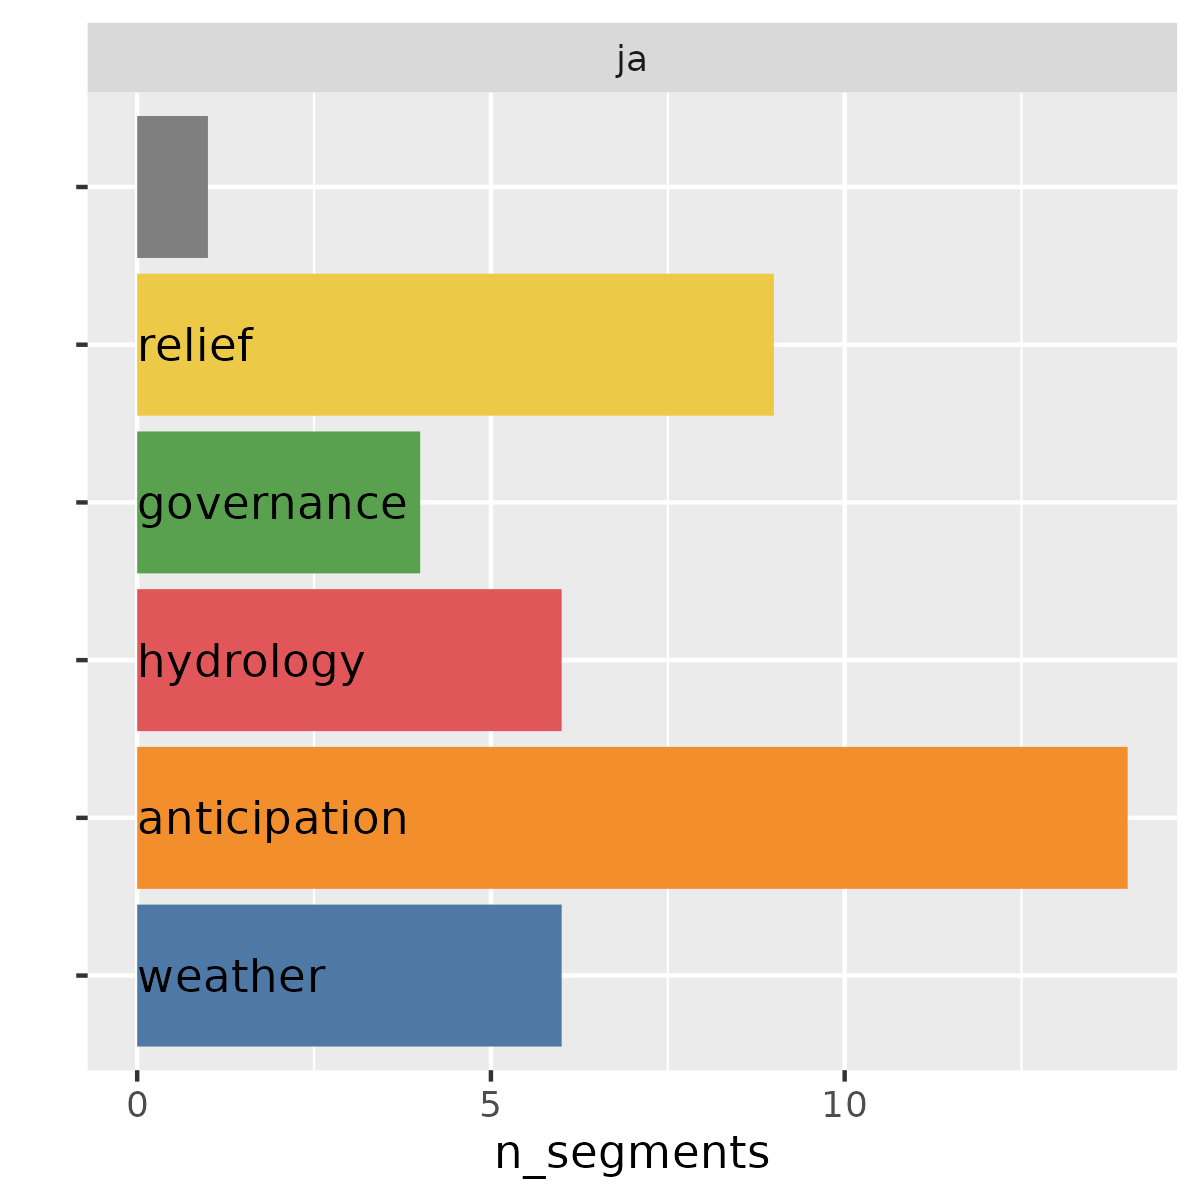 ja
relief
governance
hydrology
anticipation
weather
0 5 10
n_segments